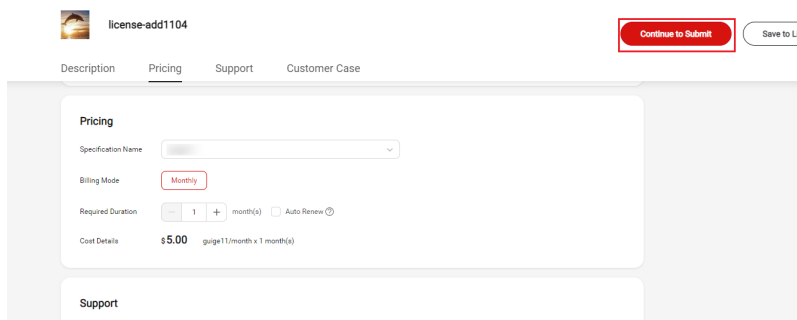 license-add1104
Continue to Submit
Save to Li
Description Pricing Support Customer Case
Pricing
Specification Name
Billing Mode Monthly
Required Duration − 1 + month(s) Auto Renew ?
Cost Details $5.00 guige11/month x 1 month(s)
Support